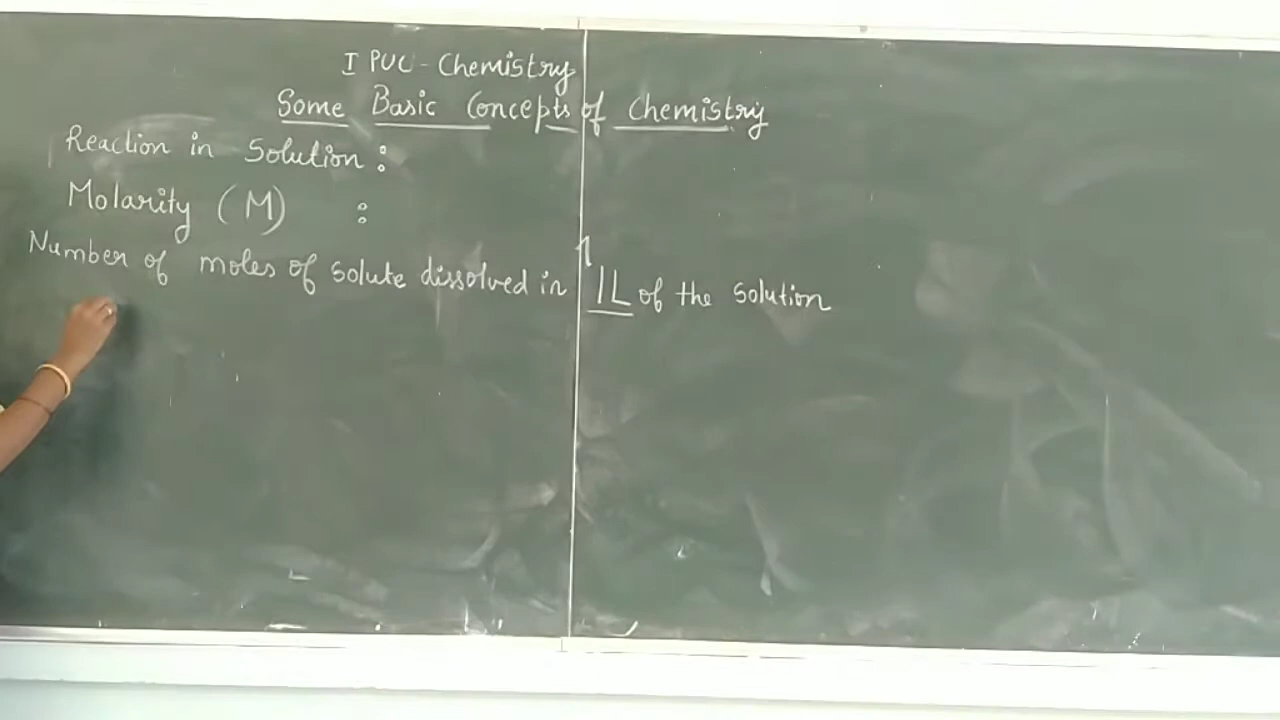 I PUC - Chemistry
Some Basic Concepts of Chemistry
Reaction in Solution :
Molarity (M) :
Number of moles of solute dissolved in 1L of the solution